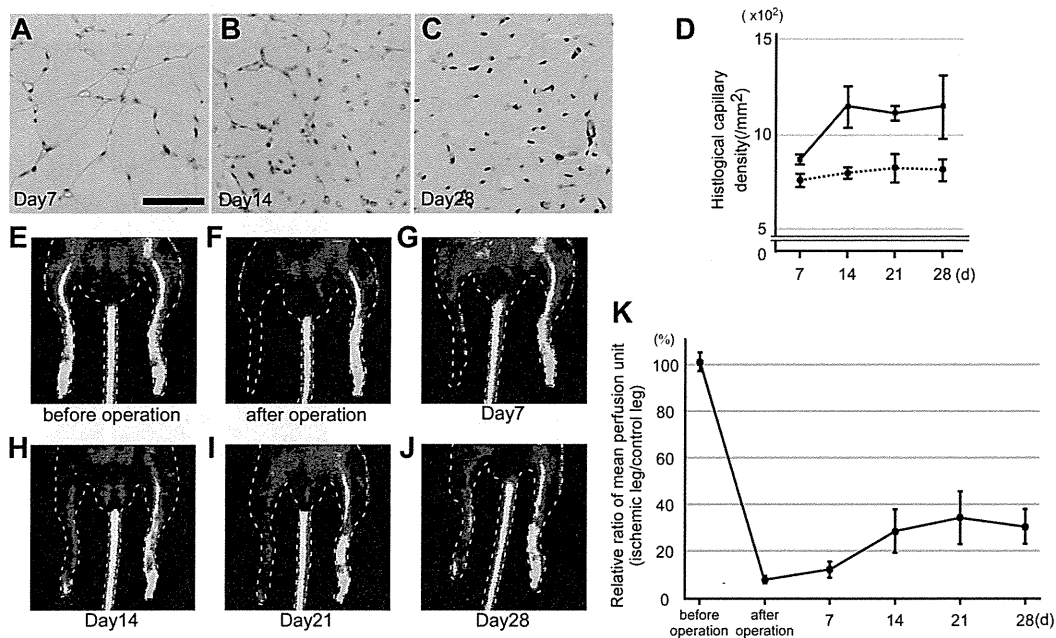 A
B
C
Day7
Day14
Day28
D
(x10²)
15
10
5
0
Histlogical capillary
density(/mm²)
7
14
21
28 (d)
E
F
G
before operation
after operation
Day7
H
I
J
Day14
Day21
Day28
K
(%)
100
80
60
40
20
0
Relative ratio of mean perfusion unit
(ischemic leg/control leg)
before
operation
after
operation
7
14
21
28(d)